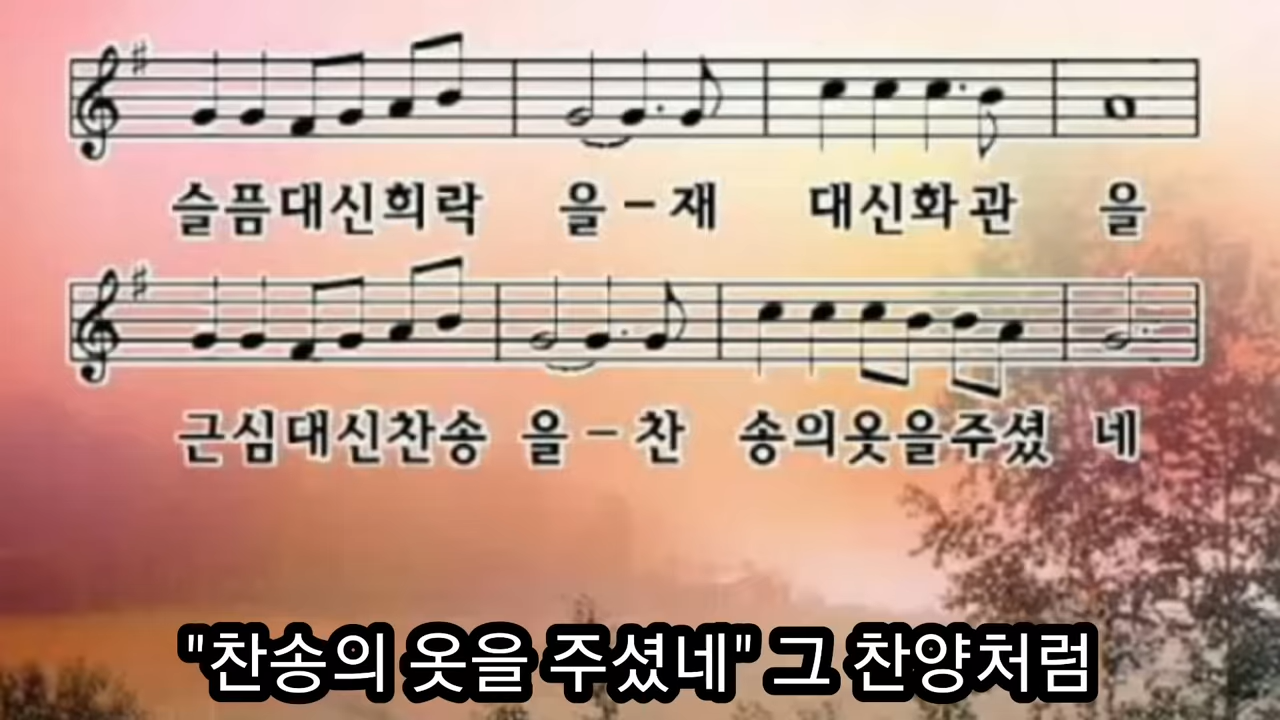 슬픔대신희락 을-재 대신화관 을
근심대신찬송 을-찬 송의옷을주셨 네
"찬송의 옷을 주셨네" 그 찬양처럼